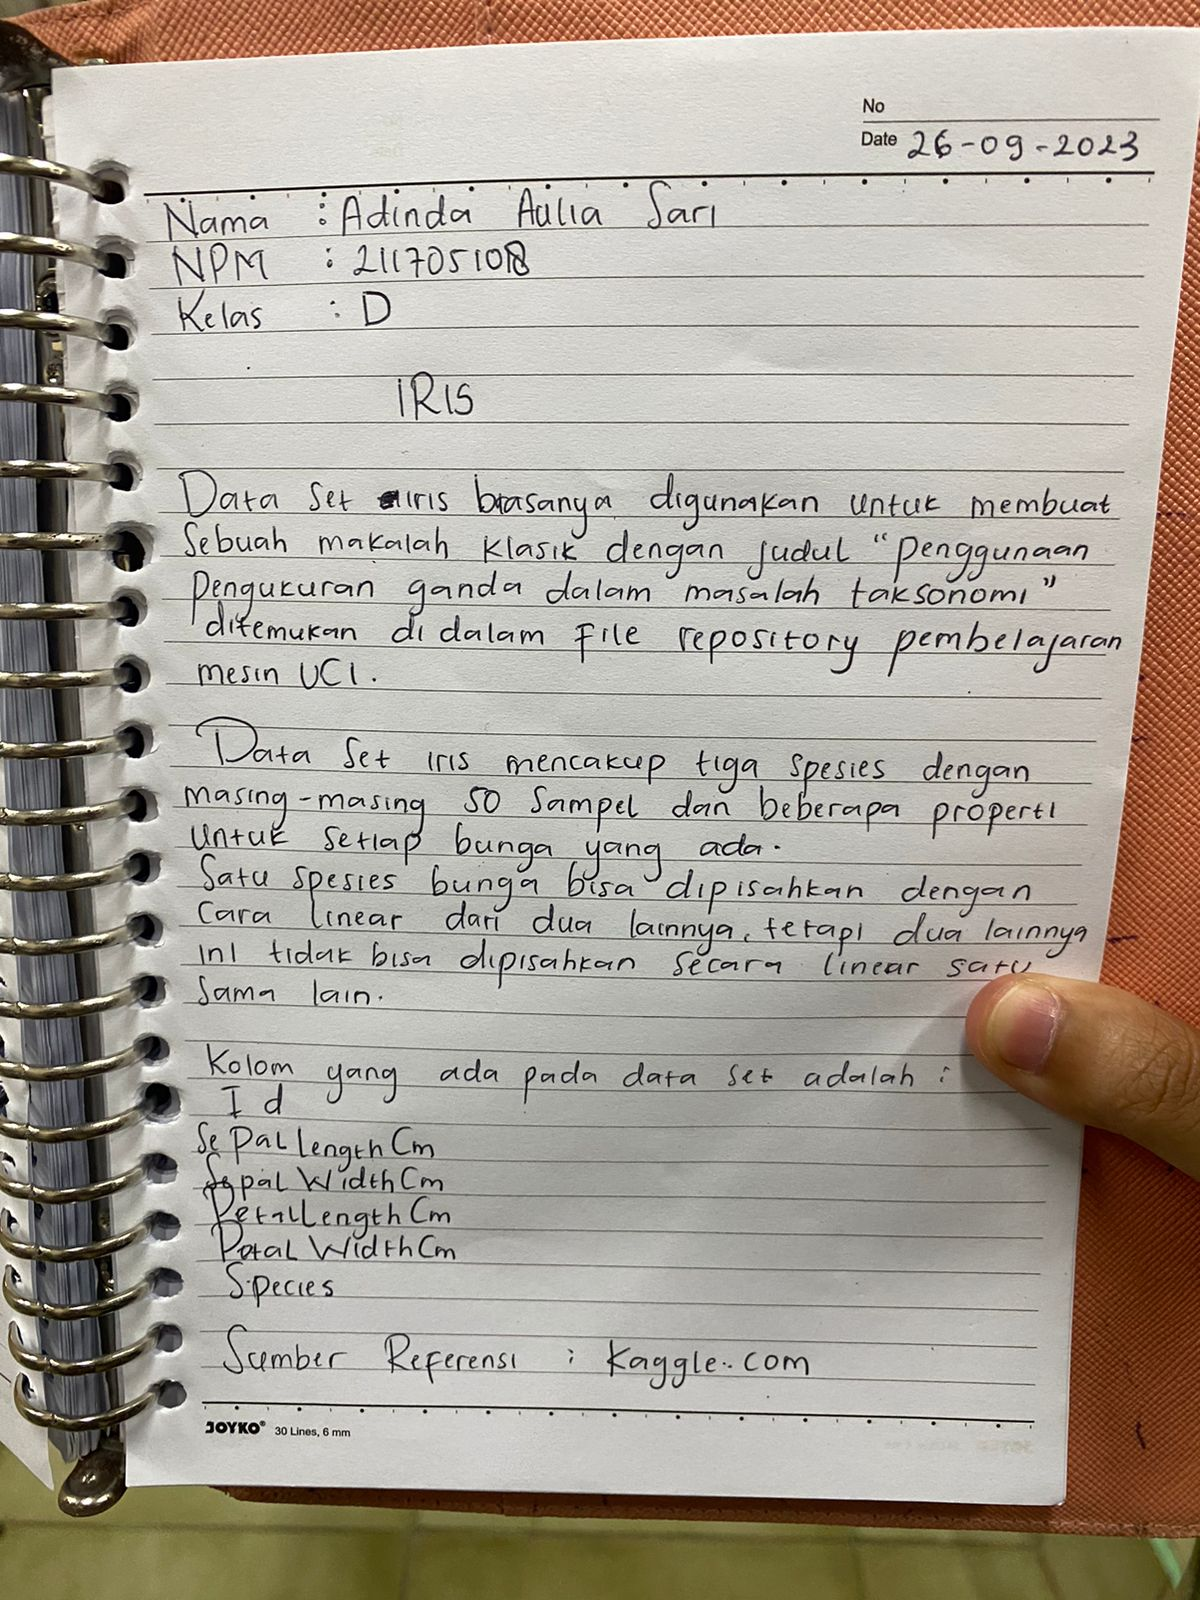 No
Date 26-09-2023
Nama : Adinda Aulia Sari
NPM : 2117051018
Kelas : D
IRIS
Data set iris biasanya digunakan untuk membuat
sebuah makalah klasik dengan judul "penggunaan
pengukuran ganda dalam masalah taksonomi"
ditemukan di dalam file repository pembelajaran
mesin UCI.
Data set iris mencakup tiga spesies dengan
masing-masing 50 sampel dan beberapa properti
untuk setiap bunga yang ada.
Satu spesies bunga bisa dipisahkan dengan
cara linear dari dua lainnya, tetapi dua lainnya
ini tidak bisa dipisahkan secara linear satu
sama lain.
Kolom yang ada pada data set adalah :
Id
SepalLengthCm
SepalWidthCm
PetalLengthCm
PetalWidthCm
Species
Sumber Referensi : kaggle..com
JOYKO® 30 Lines, 6 mm